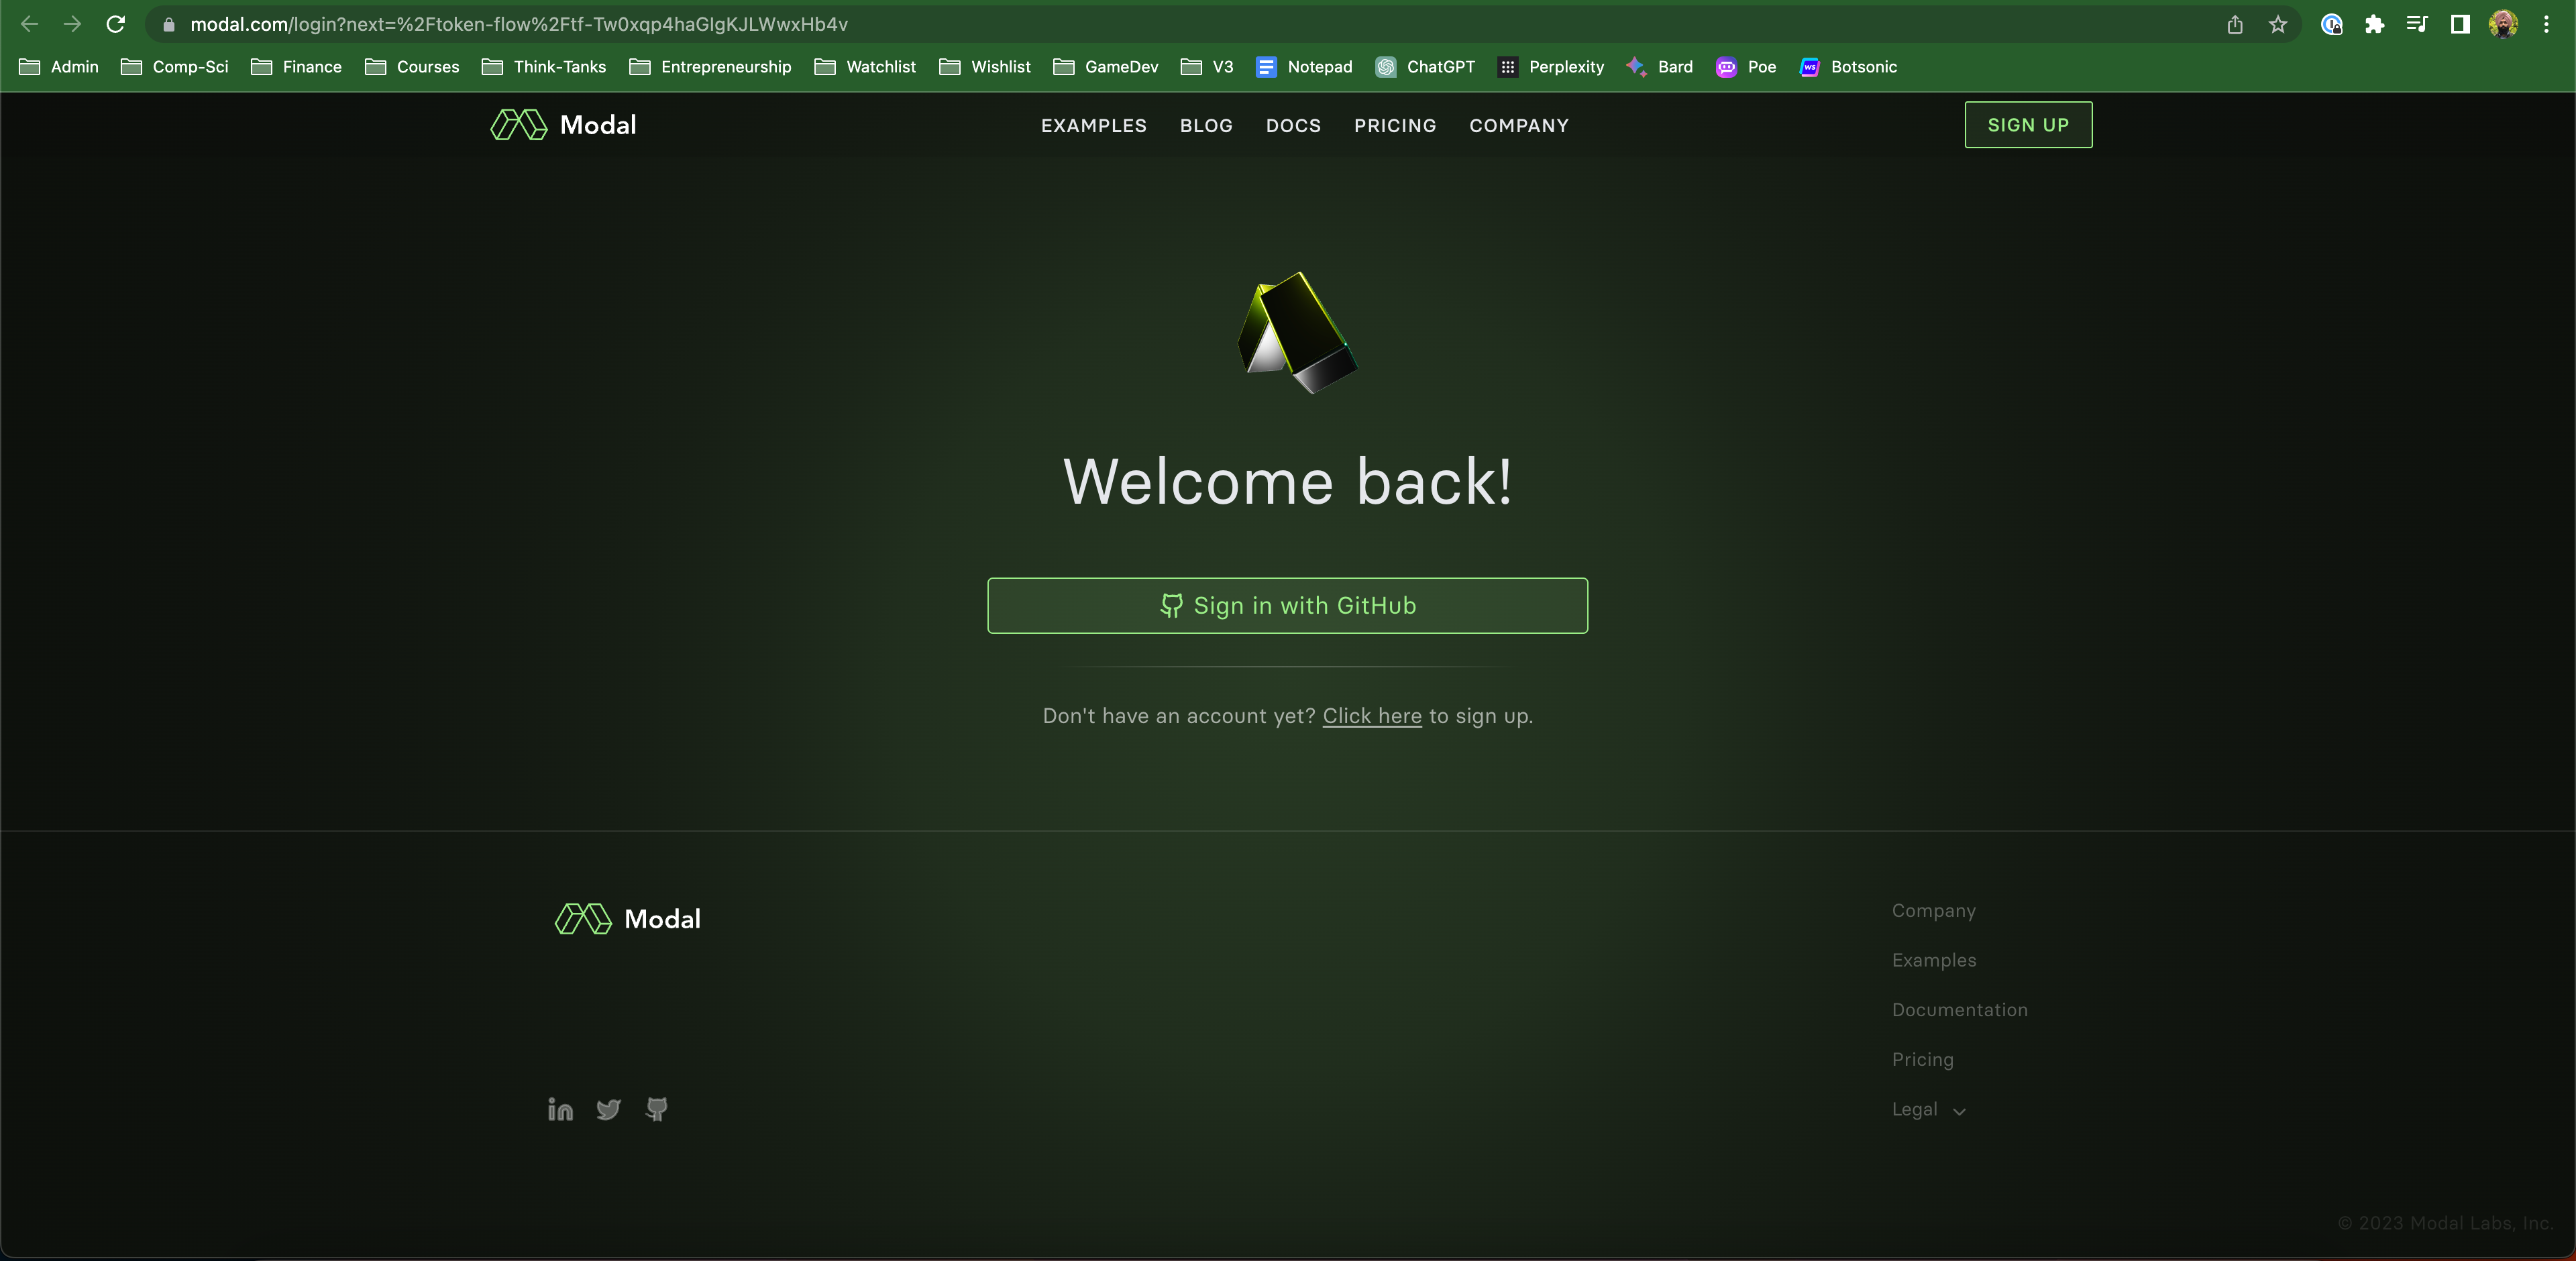 modal.com/login?next=%2Ftoken-flow%2Ftf-Tw0xqp4haGIgKJLWwxHb4v
Admin Comp-Sci Finance Courses Think-Tanks Entrepreneurship Watchlist Wishlist GameDev V3 Notepad ChatGPT Perplexity Bard Poe ws Botsonic
Modal EXAMPLES BLOG DOCS PRICING COMPANY SIGN UP
Welcome back!
Sign in with GitHub
Don't have an account yet? Click here to sign up.
Modal
Company
Examples
Documentation
Pricing
Legal
© 2023 Modal Labs, Inc.